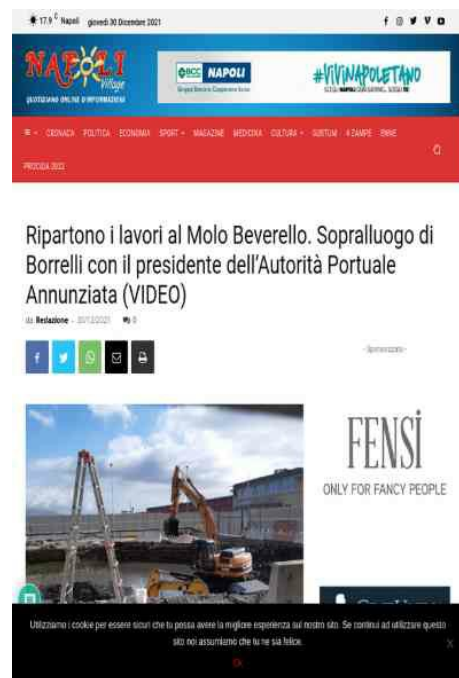 17.9 C Napoli giovedì 30 Dicembre 2021
NAPOLI
Village
QUOTIDIANO ONLINE D'INFORMAZIONE
BCC NAPOLI
#VIVINAPOLETANO
CRONACA POLITICA ECONOMIA SPORT MAGAZINE MEDICINA CULTURA GUSTUM 4 ZAMPE ENNE
PROCIDA 2022
Ripartono i lavori al Molo Beverello. Sopralluogo di
Borrelli con il presidente dell'Autorità Portuale
Annunziata (VIDEO)
da Redazione - 30/12/2021 0
- Sponsorizzato -
FENSI
ONLY FOR FANCY PEOPLE
Utilizziamo i cookie per essere sicuri che tu possa avere la migliore esperienza sul nostro sito. Se continui ad utilizzare questo
sito noi assumiamo che tu ne sia felice.
Ok
X